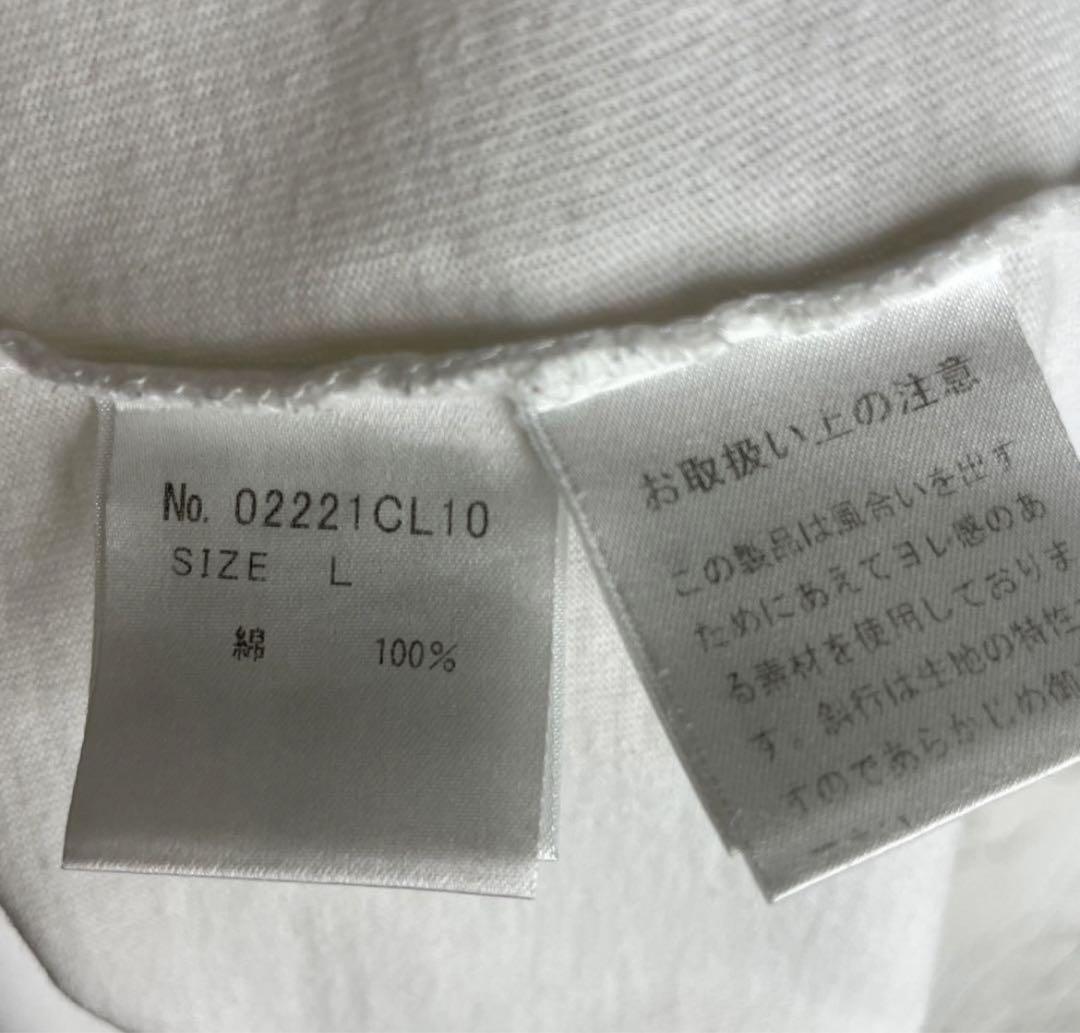 No. 02221CL10
SIZE L
綿 100%
お取扱い上の注意
この製品は風合いを出す
ためにあえてヨレ感のあ
る素材を使用しておりま
す。斜行は生地の特性
すのであらかじめ御